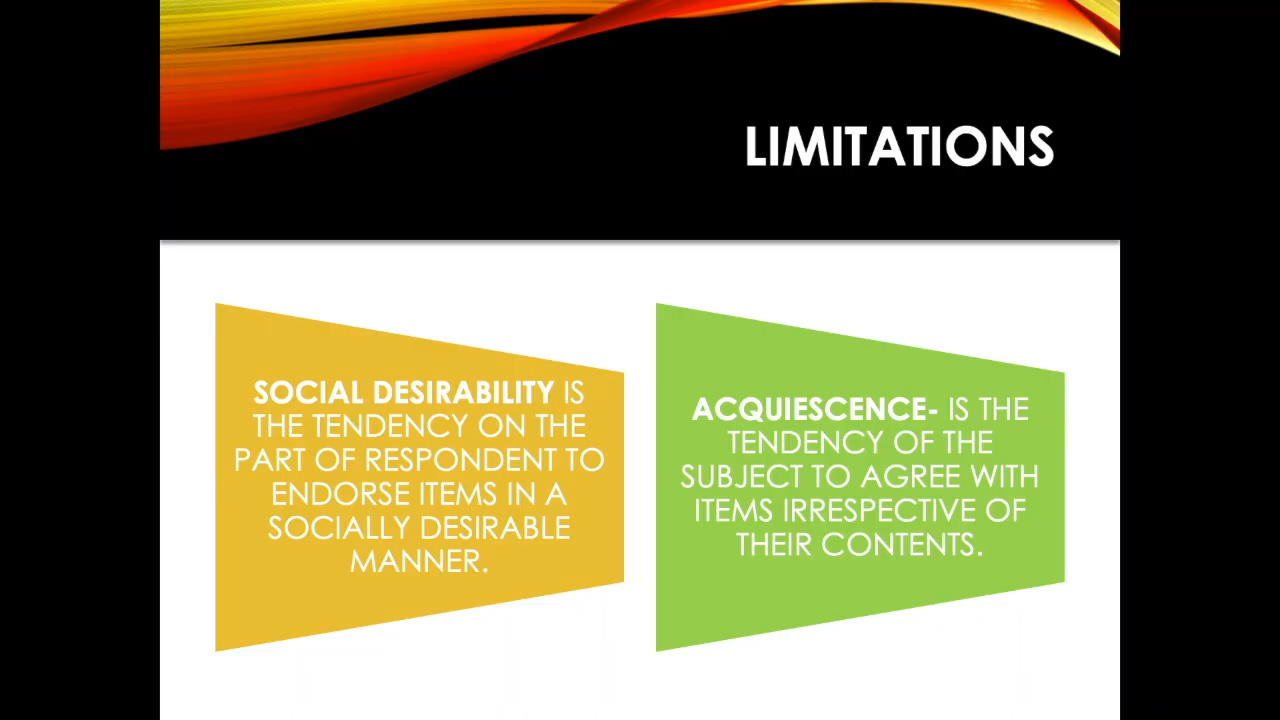 LIMITATIONS
SOCIAL DESIRABILITY IS
THE TENDENCY ON THE
PART OF RESPONDENT TO
ENDORSE ITEMS IN A
SOCIALLY DESIRABLE
MANNER.
ACQUIESCENCE- IS THE
TENDENCY OF THE
SUBJECT TO AGREE WITH
ITEMS IRRESPECTIVE OF
THEIR CONTENTS.